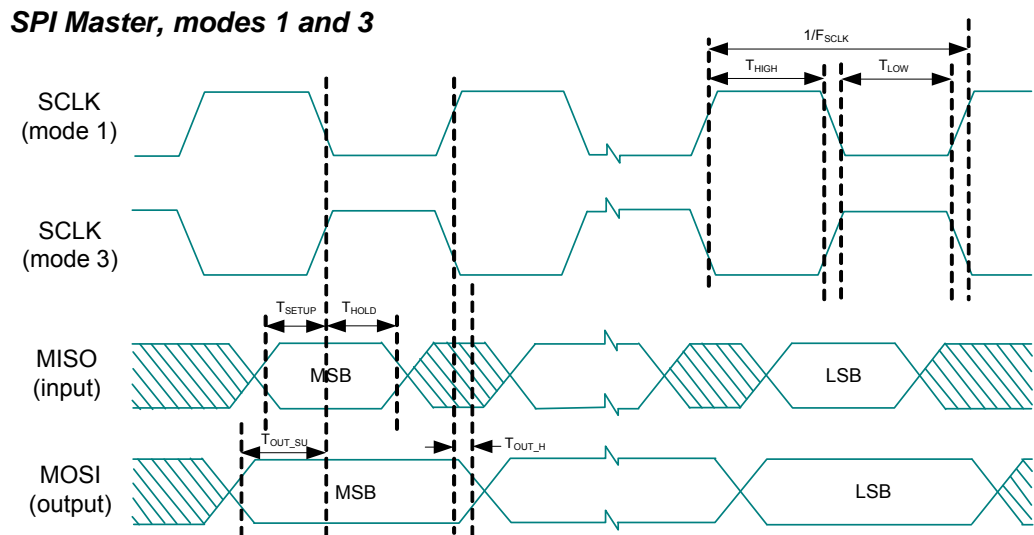 SPI Master, modes 1 and 3
1/FSCLK
THIGH
TLOW
SCLK
(mode 1)
SCLK
(mode 3)
TSETUP
THOLD
MISO
(input)
MSB
LSB
TOUT_SU
TOUT_H
MOSI
(output)
MSB
LSB